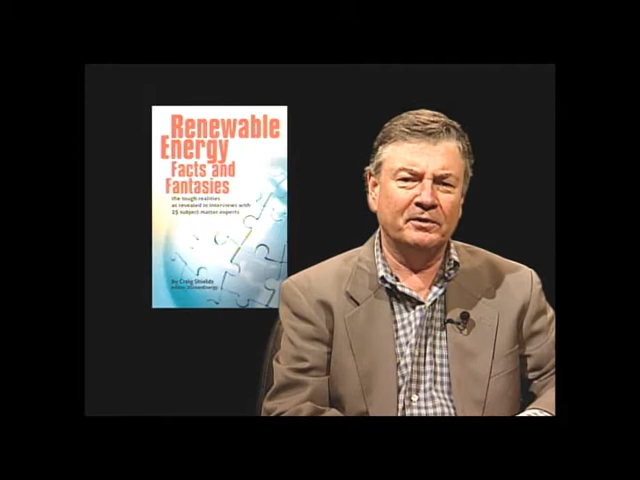 Renewable
Energy
Facts and
Fantasies
the tough realities
as revealed in interviews with
25 subject matter experts
By Craig Shields